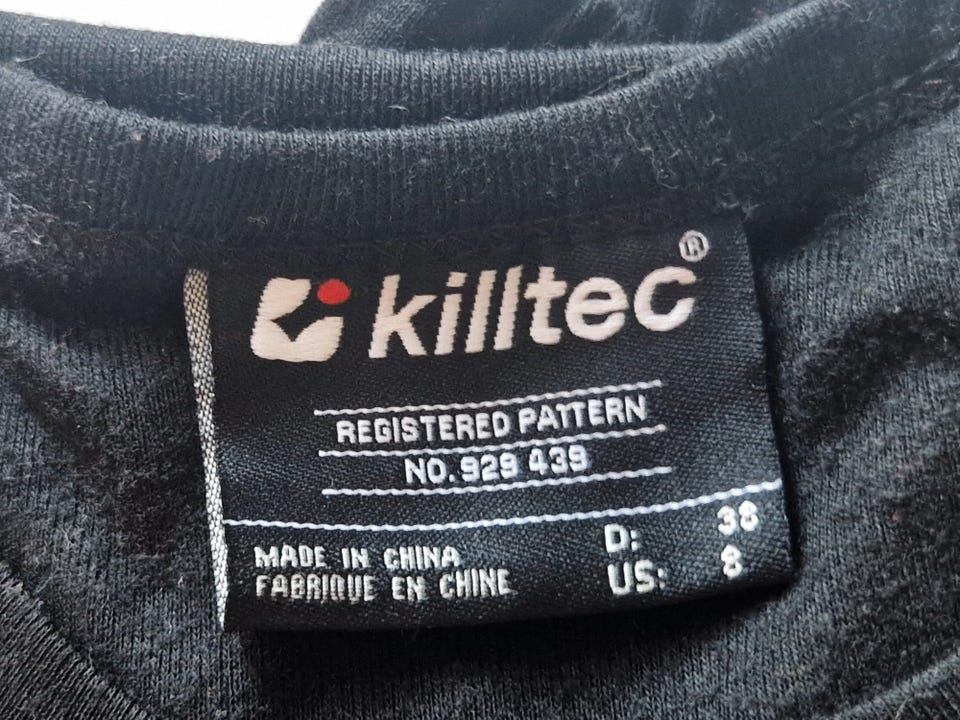 killtec®
REGISTERED PATTERN
NO.929 439
MADE IN CHINA
FABRIQUE EN CHINE
D: 38
US: 8